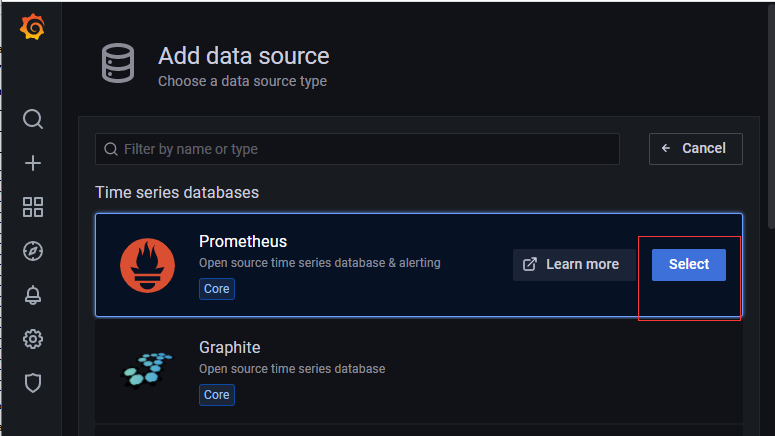 Add data source
Choose a data source type
Filter by name or type
Cancel
Time series databases
Prometheus
Open source time series database & alerting
Core
Learn more
Select
Graphite
Open source time series database
Core